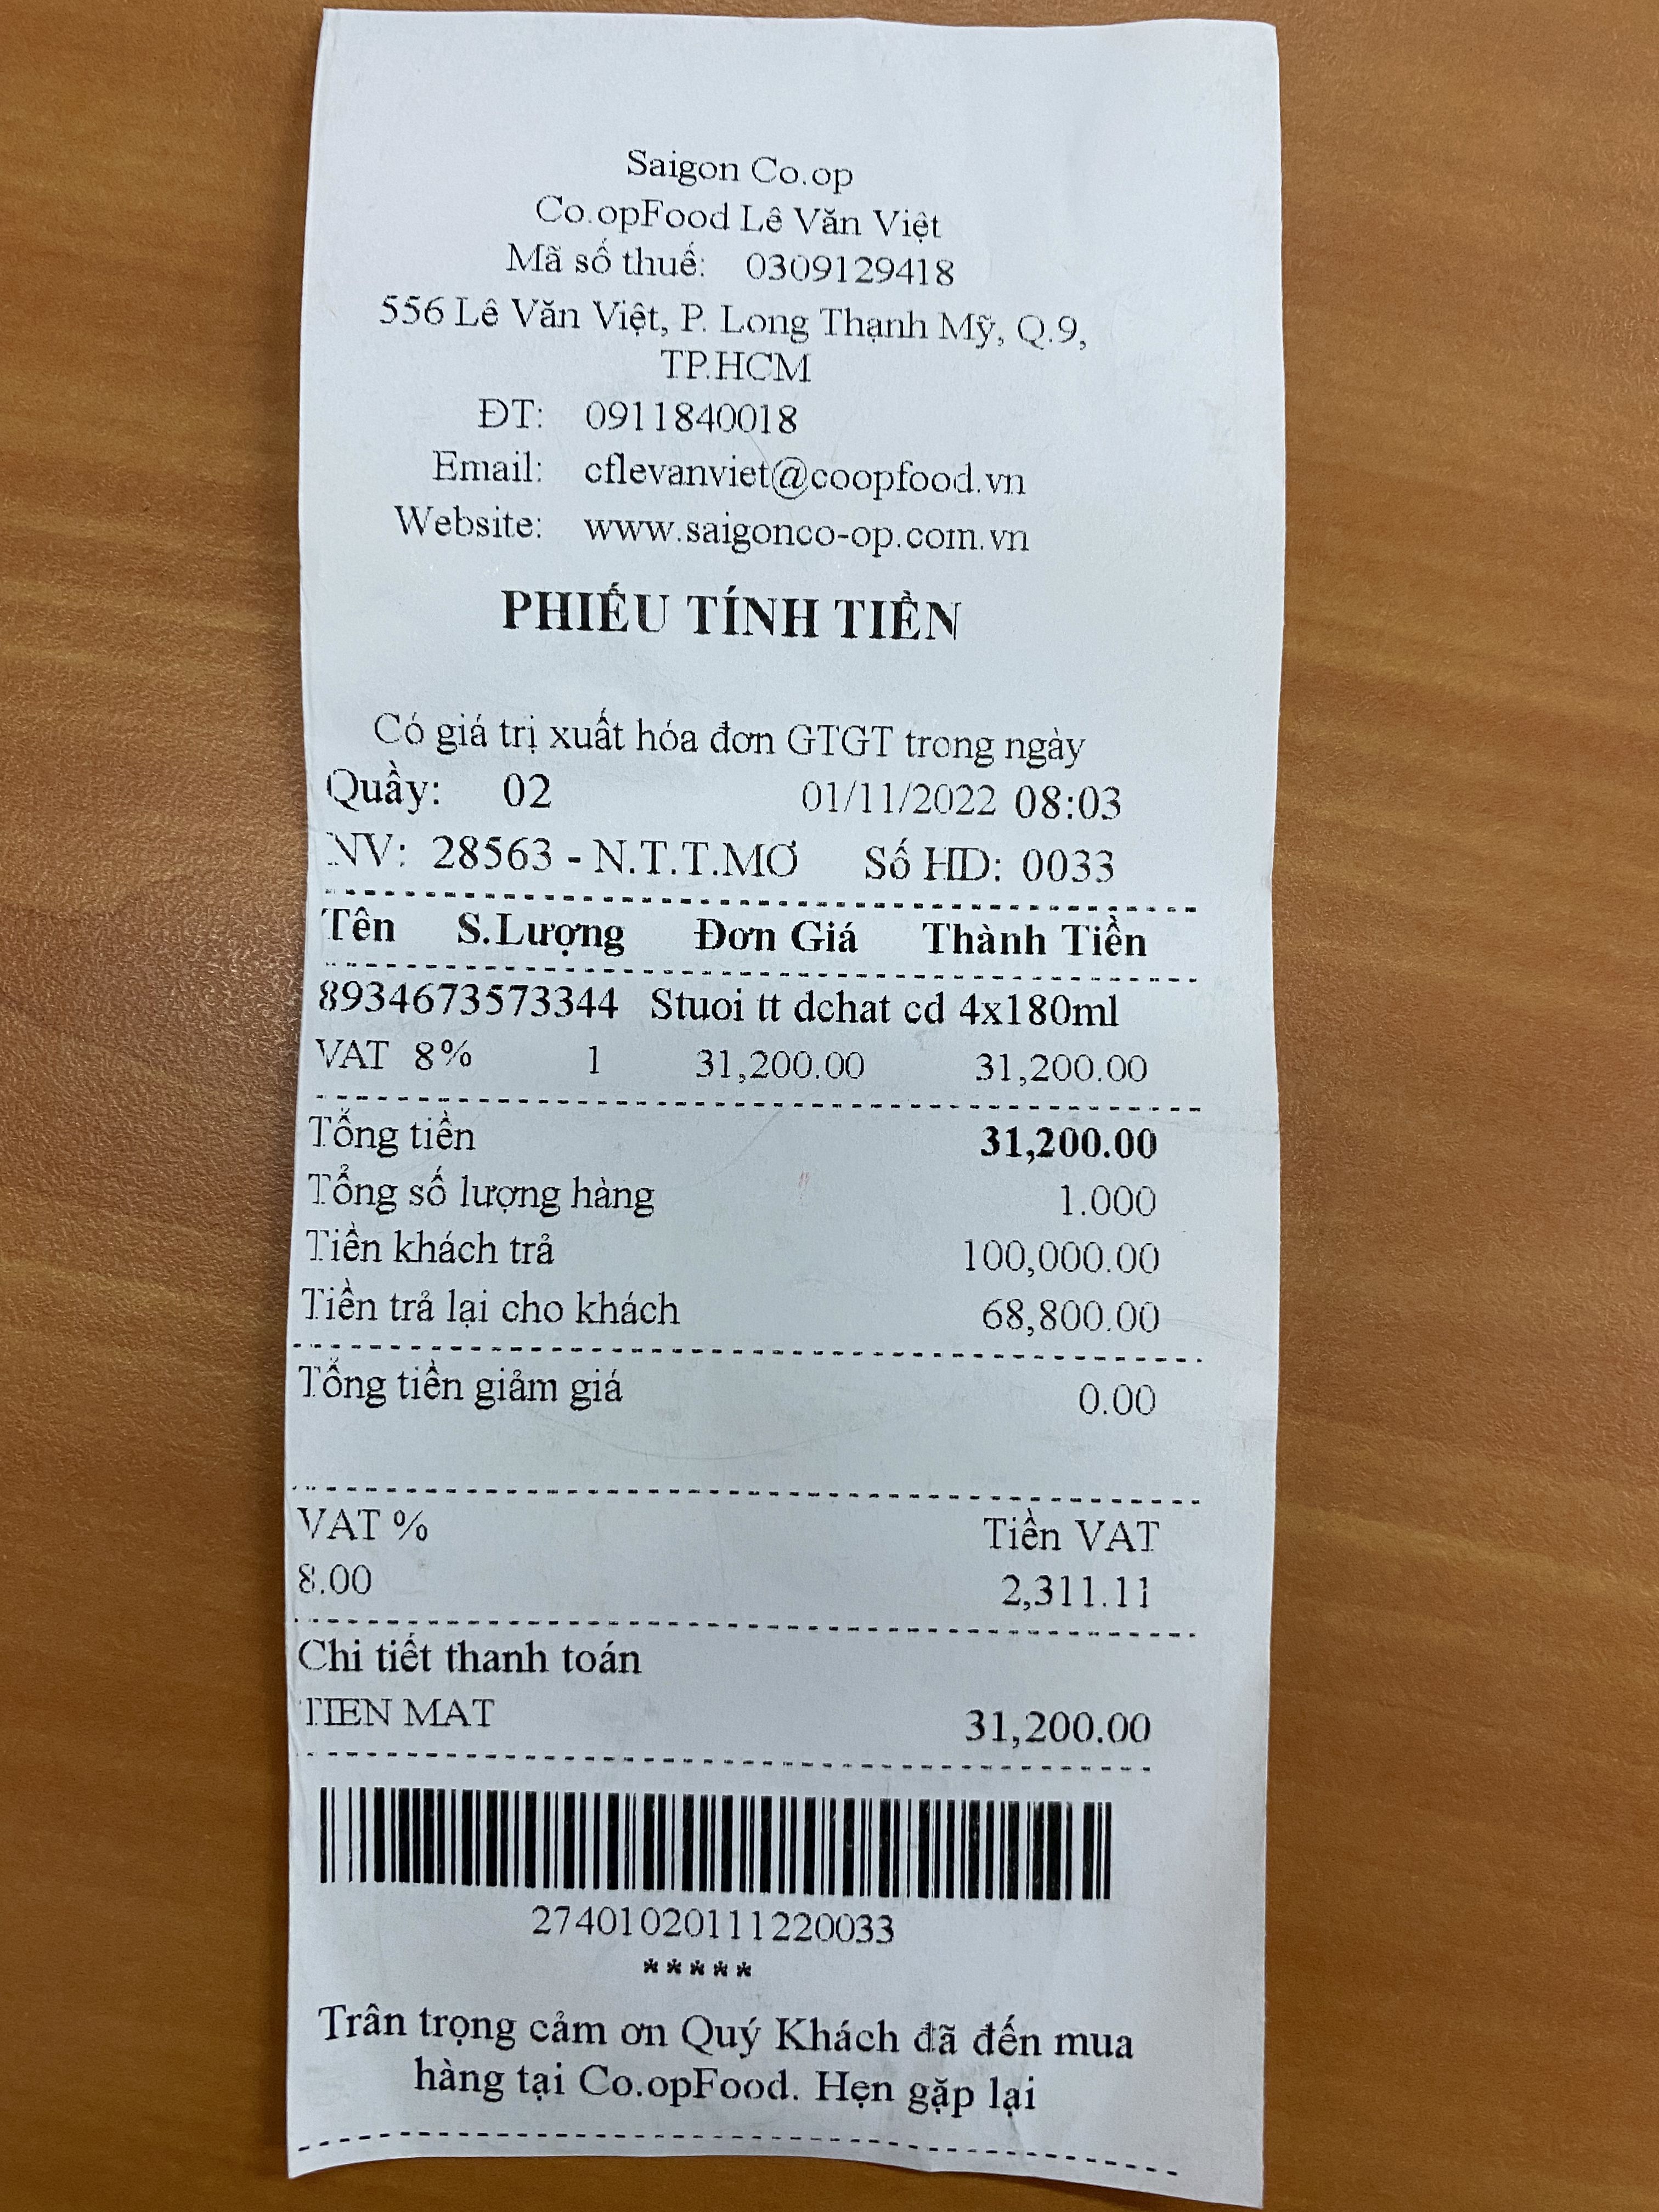 Saigon Co.op
Co.opFood Lê Văn Việt
Mã số thuế: 0309129418
556 Lê Văn Việt, P. Long Thạnh Mỹ, Q.9,
TP.HCM
ĐT: 0911840018
Email: cflevanviet@coopfood.vn
Website: www.saigonco-op.com.vn
PHIẾU TÍNH TIỀN
Có giá trị xuất hóa đơn GTGT trong ngày
Quầy: 02 01/11/2022 08:03
NV: 28563 - N.T.T.MƠ Số HD: 0033
Tên S.Lượng Đơn Giá Thành Tiền
8934673573344 Stuoi tt dchat cd 4x180ml
VAT 8% 1 31,200.00 31,200.00
Tổng tiền 31,200.00
Tổng số lượng hàng 1.000
Tiền khách trả 100,000.00
Tiền trả lại cho khách 68,800.00
Tổng tiền giảm giá 0.00
VAT % Tiền VAT
8.00 2,311.11
Chi tiết thanh toán
TIEN MAT 31,200.00
27401020111220033
*****
Trân trọng cảm ơn Quý Khách đã đến mua
hàng tại Co.opFood. Hẹn gặp lại